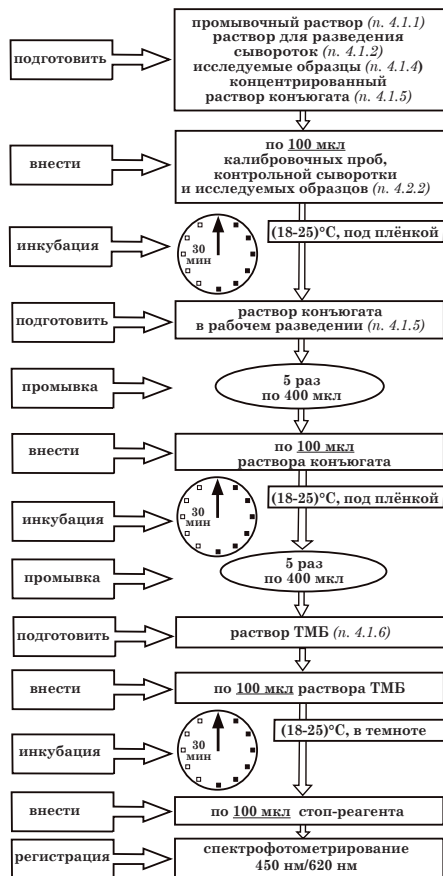 подготовить
промывочный раствор (п. 4.1.1)
раствор для разведения
сывороток (п. 4.1.2)
исследуемые образцы (п. 4.1.4)
концентрированный
раствор конъюгата (п. 4.1.5)
внести
по 100 мкл
калибровочных проб,
контрольной сыворотки
и исследуемых образцов (п. 4.2.2)
инкубация
30
мин
(18-25)°С, под плёнкой
подготовить
раствор конъюгата
в рабочем разведении (п. 4.1.5)
промывка
5 раз
по 400 мкл
внести
по 100 мкл
раствора конъюгата
инкубация
30
мин
(18-25)°С, под плёнкой
промывка
5 раз
по 400 мкл
подготовить
раствор ТМБ (п. 4.1.6)
внести
по 100 мкл раствора ТМБ
инкубация
30
мин
(18-25)°С, в темноте
внести
по 100 мкл стоп-реагента
регистрация
спектрофотометрирование
450 нм/620 нм